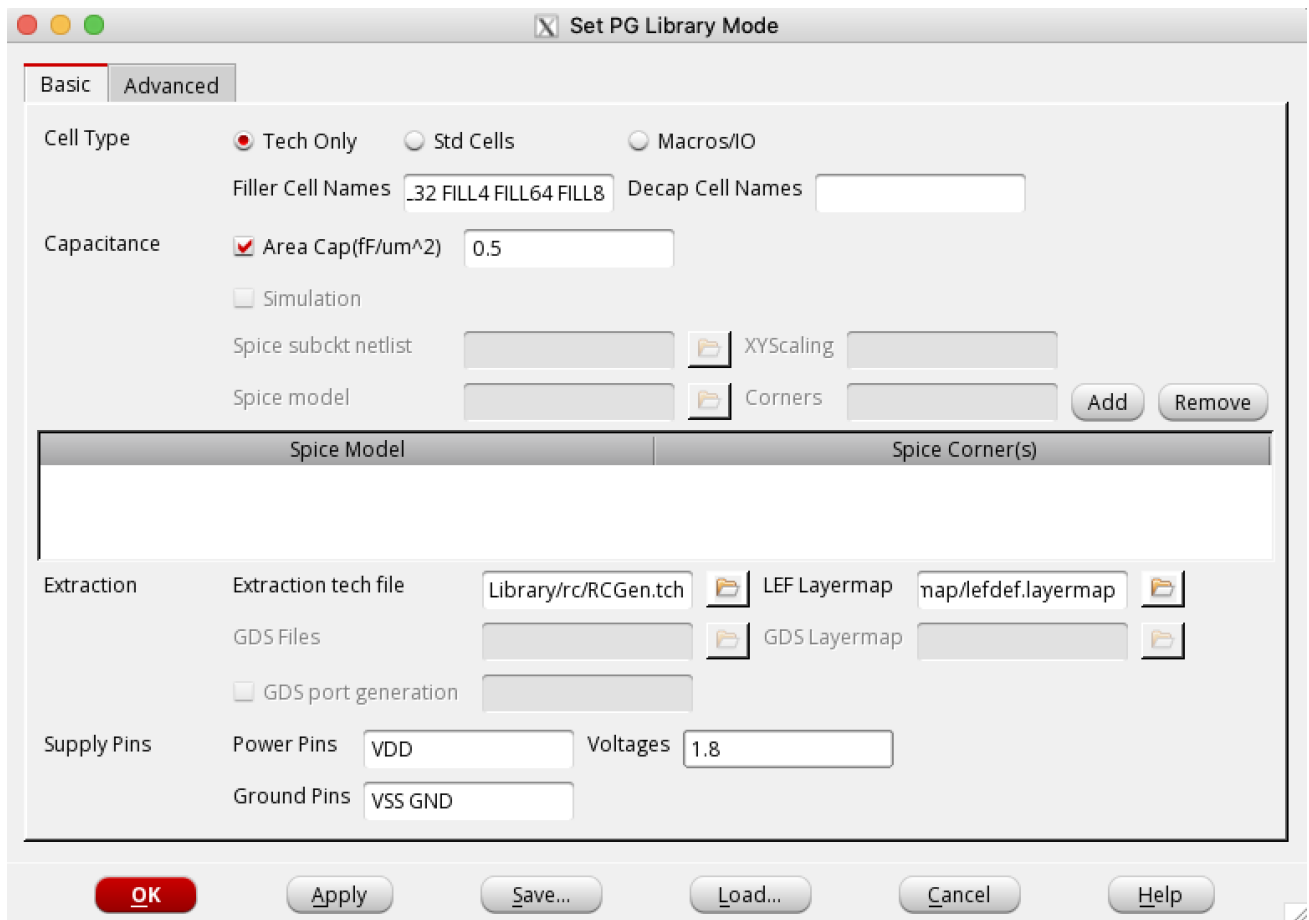 Set PG Library Mode
Basic Advanced
Cell Type Tech Only Std Cells Macros/IO
Filler Cell Names .32 FILL4 FILL64 FILL8 Decap Cell Names
Capacitance Area Cap(fF/um^2) 0.5
Simulation
Spice subckt netlist XYScaling
Spice model Corners Add Remove
Spice Model Spice Corner(s)
Extraction Extraction tech file Library/rc/RCGen.tch LEF Layermap map/lefdef.layermap
GDS Files GDS Layermap
GDS port generation
Supply Pins Power Pins VDD Voltages 1.8
Ground Pins VSS GND
OK Apply Save... Load... Cancel Help